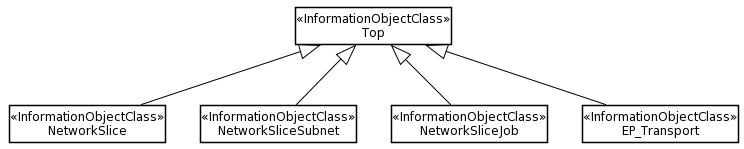 «InformationObjectClass»
Top
«InformationObjectClass»
NetworkSlice
«InformationObjectClass»
NetworkSliceSubnet
«InformationObjectClass»
NetworkSliceJob
«InformationObjectClass»
EP_Transport